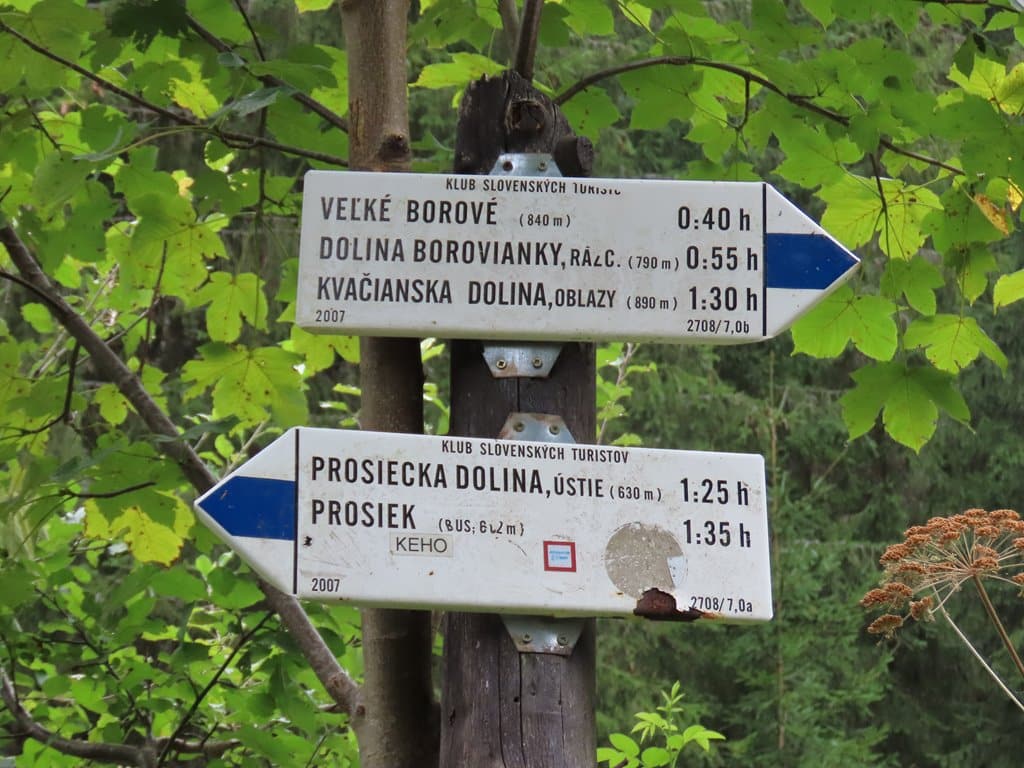 KLUB SLOVENSKÝCH TURISTO
VEĽKÉ BOROVÉ (840 m) 0:40 h
DOLINA BOROVIANKY, RÁZC. (790 m) 0:55 h
KVAČIANSKA DOLINA, OBLAZY (890 m) 1:30 h
2007 2708/7,0b
KLUB SLOVENSKÝCH TURISTOV
PROSIECKA DOLINA, ÚSTIE (630 m) 1:25 h
PROSIEK (BUS; 612m) 1:35 h
KEHO
2007 2708/7,0a